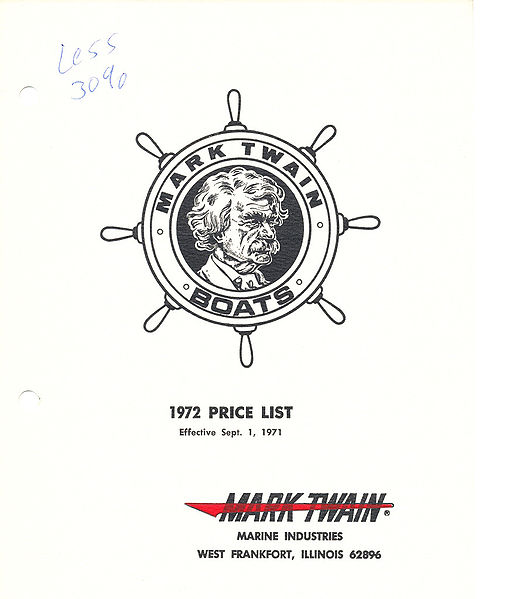 Less
30%
MARK TWAIN
BOATS
1972 PRICE LIST
Effective Sept. 1, 1971
MARK TWAIN®
MARINE INDUSTRIES
WEST FRANKFORT, ILLINOIS 62896